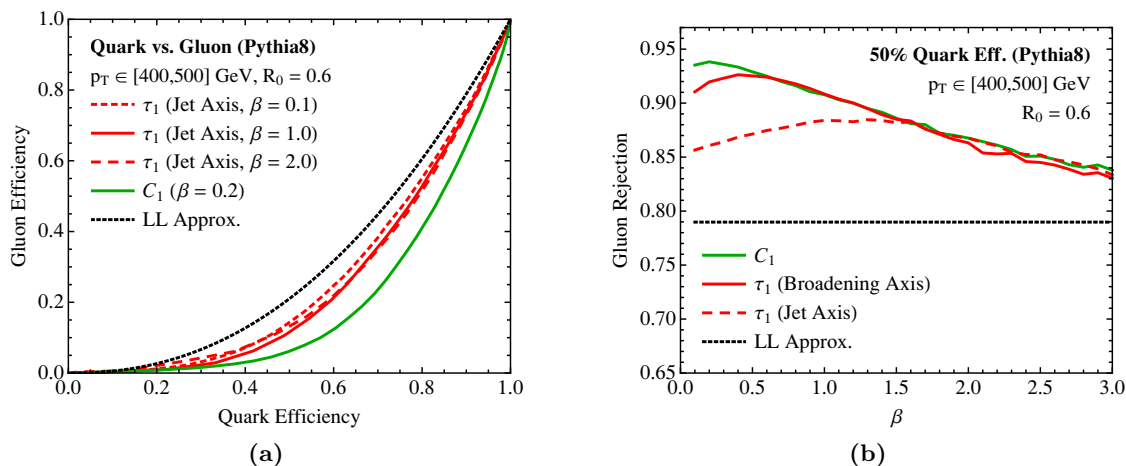 Quark vs. Gluon (Pythia8)
p_T ∈ [400,500] GeV, R_0 = 0.6
τ_1 (Jet Axis, β = 0.1)
τ_1 (Jet Axis, β = 1.0)
τ_1 (Jet Axis, β = 2.0)
C_1 (β = 0.2)
LL Approx.
Gluon Efficiency
1.0
0.8
0.6
0.4
0.2
0.0
0.0 0.2 0.4 0.6 0.8 1.0
Quark Efficiency
(a)
50% Quark Eff. (Pythia8)
p_T ∈ [400,500] GeV
R_0 = 0.6
Gluon Rejection
0.95
0.90
0.85
0.80
0.75
0.70
0.65
C_1
τ_1 (Broadening Axis)
τ_1 (Jet Axis)
LL Approx.
0.0 0.5 1.0 1.5 2.0 2.5 3.0
β
(b)